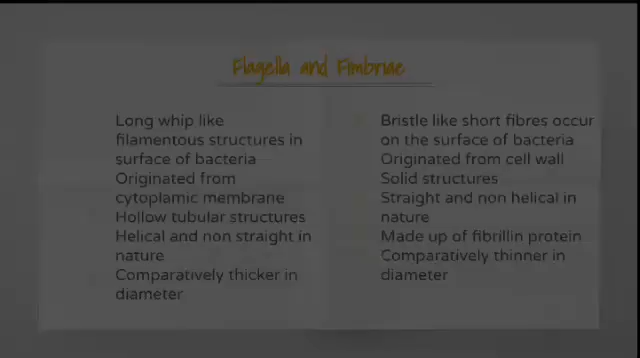 Flagella and Fimbriae
Long whip like
filamentous structures in
surface of bacteria
Originated from
cytoplamic membrane
Hollow tubular structures
Helical and non straight in
nature
Comparatively thicker in
diameter
Bristle like short fibres occur
on the surface of bacteria
Originated from cell wall
Solid structures
Straight and non helical in
nature
Made up of fibrillin protein
Comparatively thinner in
diameter